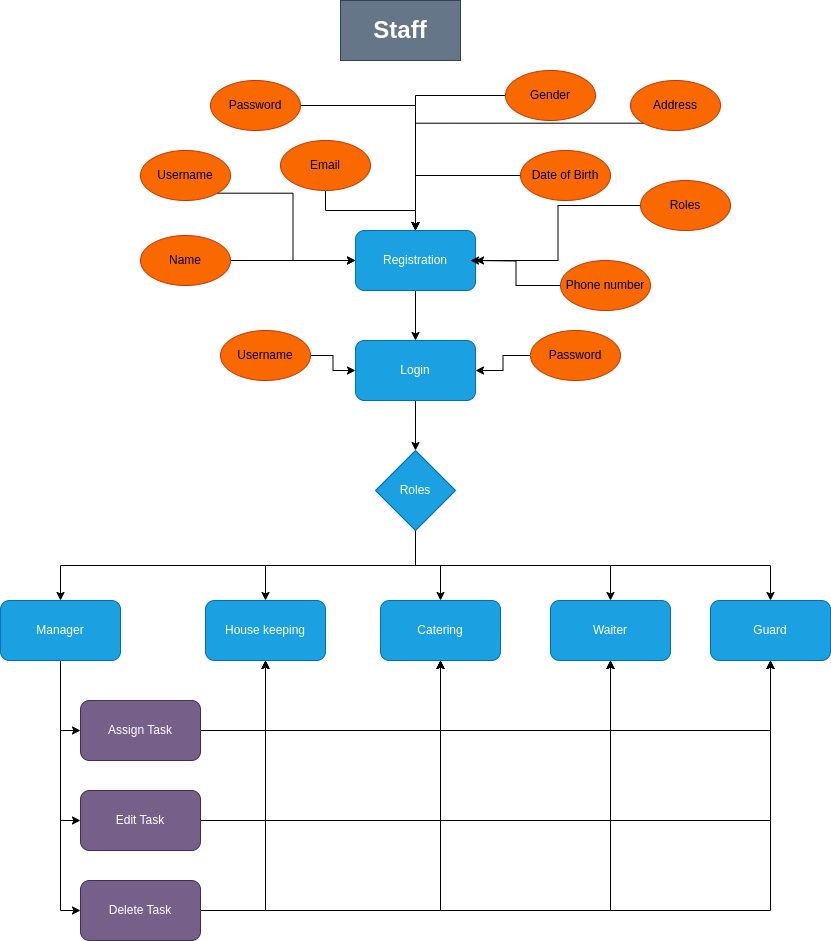 Staff
Password
Gender
Address
Username
Email
Date of Birth
Roles
Name
Registration
Phone number
Username
Login
Password
Roles
Manager
House keeping
Catering
Waiter
Guard
Assign Task
Edit Task
Delete Task